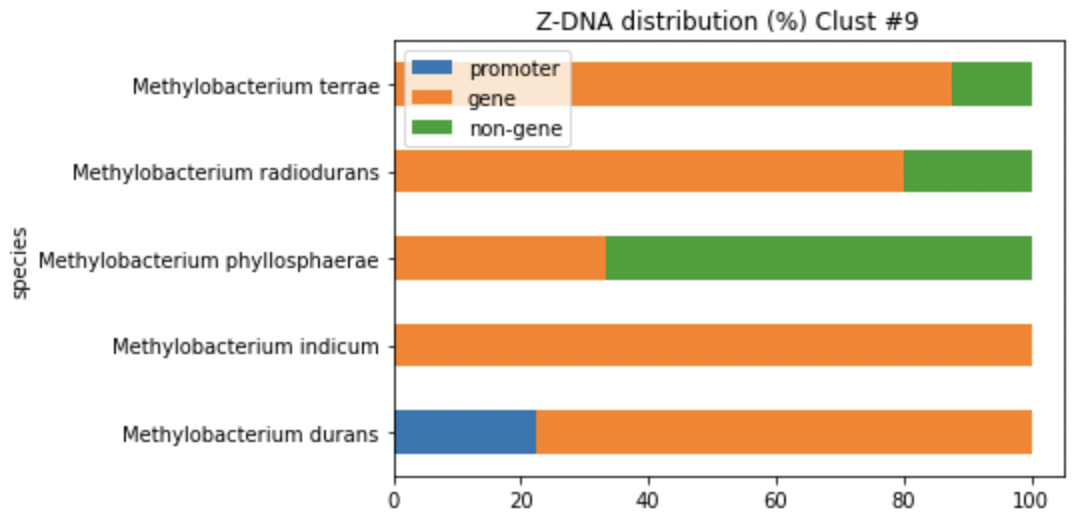 Z-DNA distribution (%) Clust #9
promoter
gene
non-gene
species
Methylobacterium terrae
Methylobacterium radiodurans
Methylobacterium phyllosphaerae
Methylobacterium indicum
Methylobacterium durans
0 20 40 60 80 100